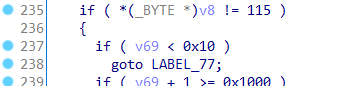 235 if ( *(_BYTE *)v8 != 115 )
236 {
237 if ( v69 < 0x10 )
238 goto LABEL_77;
239 if ( v69 + 1 >= 0x1000 )